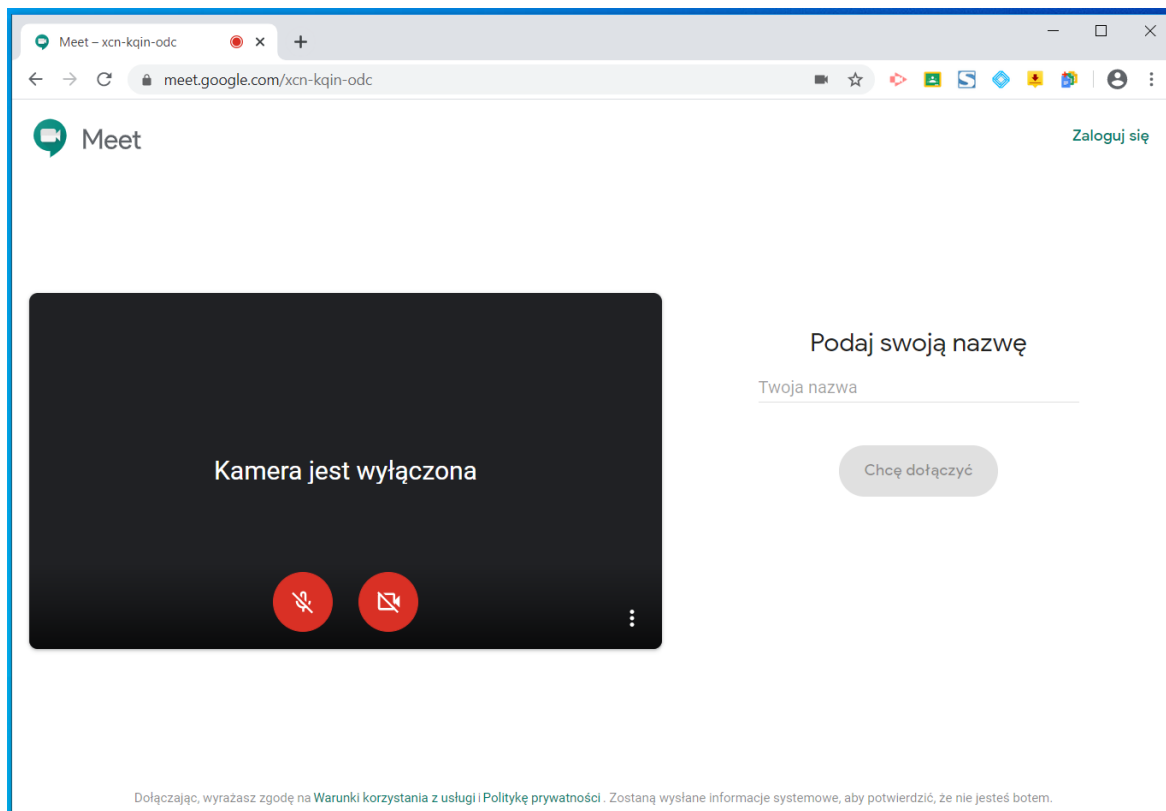 Meet – xcn-kqin-odc
meet.google.com/xcn-kqin-odc
Meet
Zaloguj się
Podaj swoją nazwę
Twoja nazwa
Kamera jest wyłączona
Chcę dołączyć
Dołączając, wyrażasz zgodę na Warunki korzystania z usługi i Politykę prywatności . Zostaną wysłane informacje systemowe, aby potwierdzić, że nie jesteś botem.